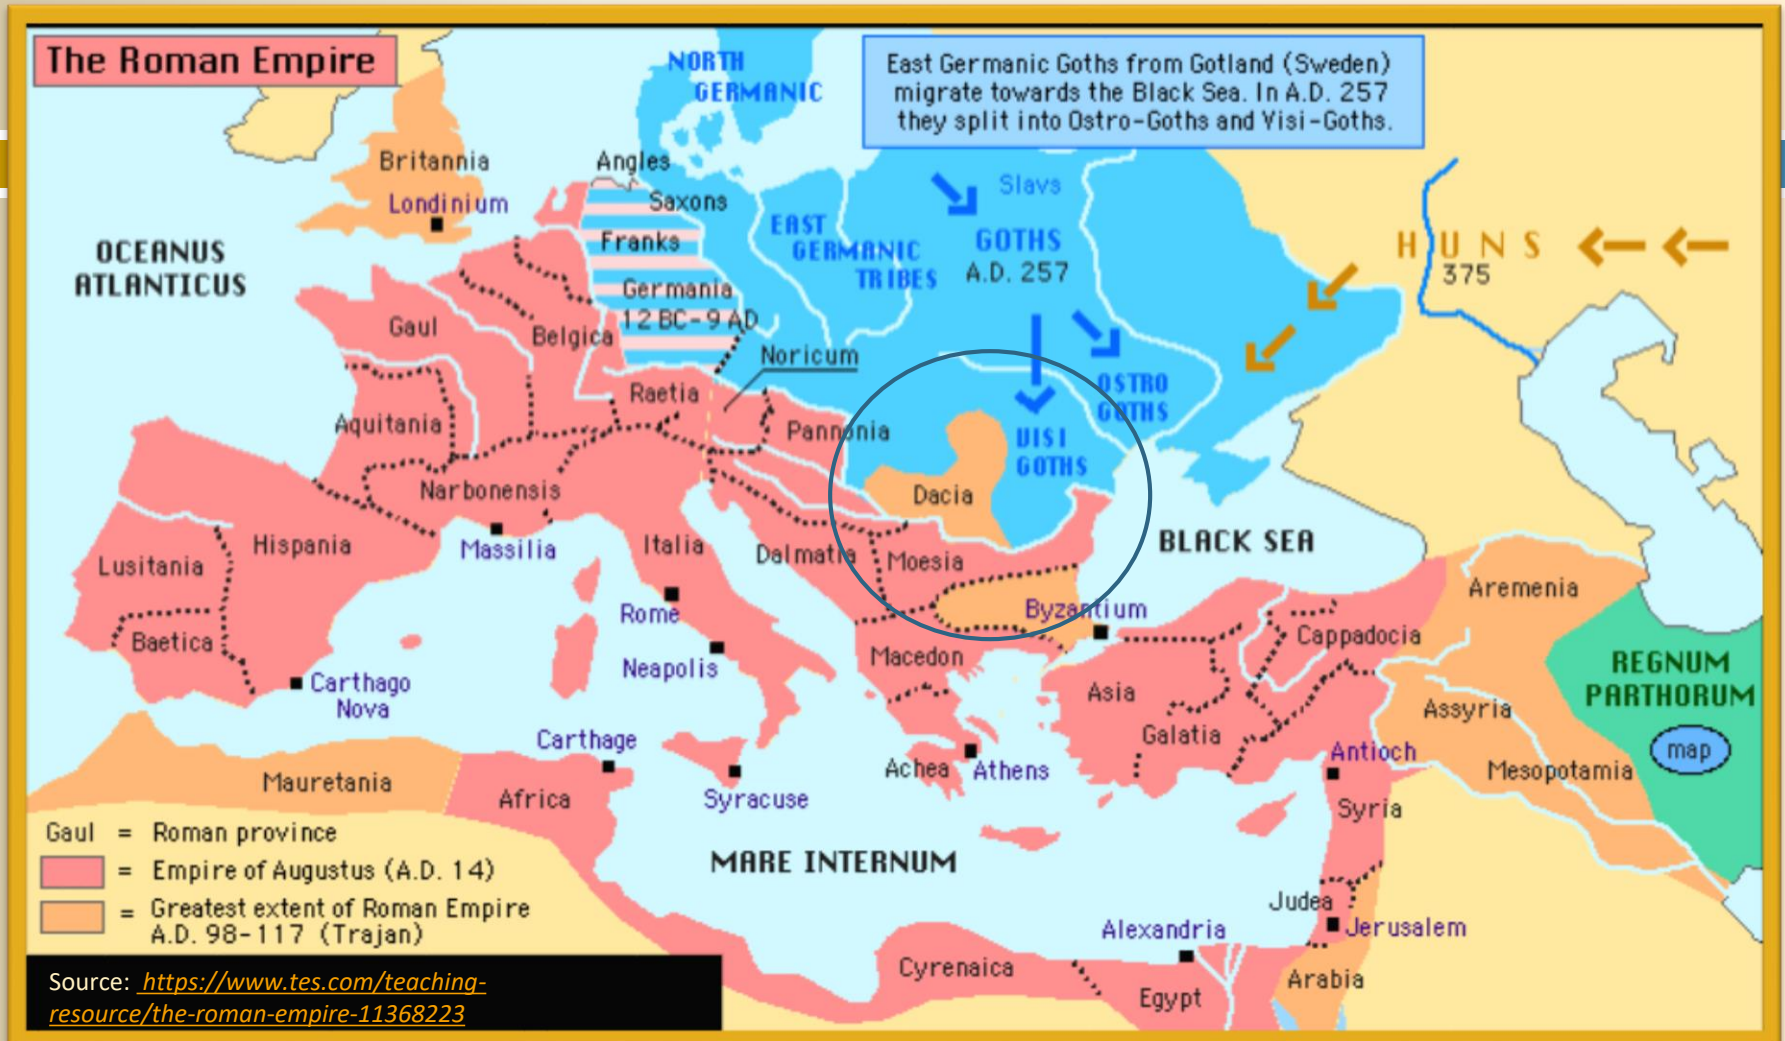 The Roman Empire
East Germanic Goths from Gotland (Sweden)
migrate towards the Black Sea. In A.D. 257
they split into Ostro-Goths and Visi-Goths.
NORTH
GERMANIC
Britannia
Londinium
Angles
Saxons
Franks
Germania
12 BC-9 AD
EAST
GERMANIC
TRIBES
Slavs
GOTHS
A.D. 257
HUNS
375
OCEANUS
ATLANTICUS
Gaul
Belgica
Noricum
Raetia
Pannonia
OSTRO
GOTHS
VISI
GOTHS
Aquitania
Narbonensis
Dacia
Massilia
Italia
Dalmatia
Moesia
BLACK SEA
Lusitania
Hispania
Baetica
Rome
Neapolis
Byzantium
Aremenia
Cappadocia
Macedon
Carthago
Nova
Asia
Galatia
REGNUM
PARTHORUM
map
Assyria
Mesopotamia
Antioch
Syria
Carthage
Achea
Athens
Mauretania
Africa
Syracuse
MARE INTERNUM
Judea
Jerusalem
Alexandria
Cyrenaica
Egypt
Arabia
Gaul = Roman province
= Empire of Augustus (A.D. 14)
= Greatest extent of Roman Empire
A.D. 98-117 (Trajan)
Source: https://www.tes.com/teaching-
resource/the-roman-empire-11368223